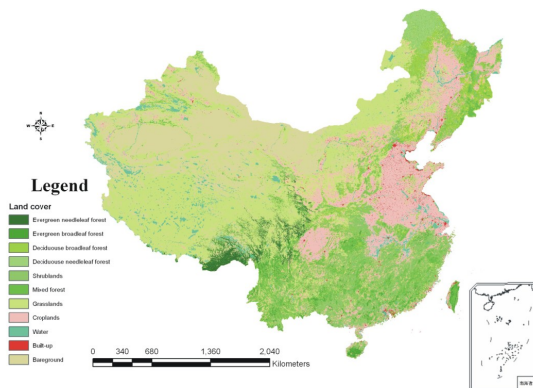 N
W E
S
Legend
Land cover
Evergreen needleleaf forest
Evergreen broadleaf forest
Deciduouse broadleaf forest
Deciduouse needleleaf forest
Shrublands
Mixed forest
Grasslands
Croplands
Water
Built-up
Bareground
0 340 680 1,360 2,040
Kilometers